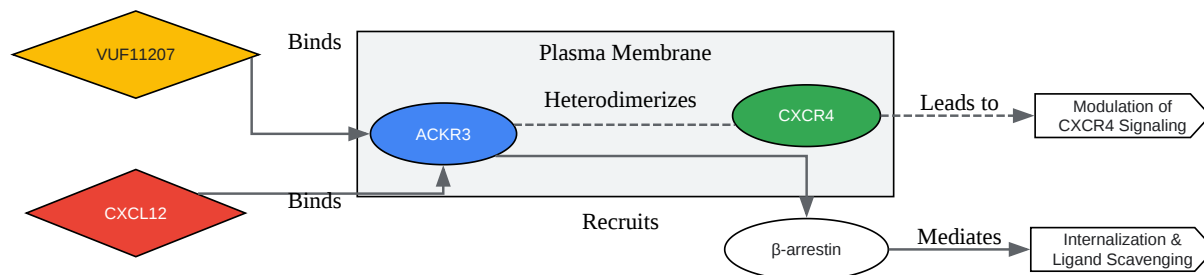 VUF11207
Binds
Plasma Membrane
Heterodimerizes
ACKR3
CXCR4
Leads to
Modulation of
CXCR4 Signaling
CXCL12
Binds
Recruits
β-arrestin
Mediates
Internalization &
Ligand Scavenging